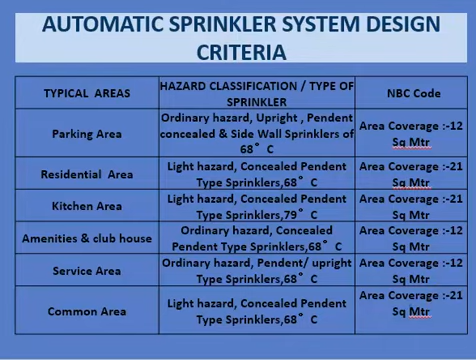 AUTOMATIC SPRINKLER SYSTEM DESIGN
CRITERIA
TYPICAL AREAS
HAZARD CLASSIFICATION / TYPE OF
SPRINKLER
NBC Code
Parking Area
Ordinary hazard, Upright , Pendent
concealed & Side Wall Sprinklers of
68° C
Area Coverage :-12
Sq Mtr
Residential Area
Light hazard, Concealed Pendent
Type Sprinklers,68° C
Area Coverage :-21
Sq Mtr
Kitchen Area
Light hazard, Concealed Pendent
Type Sprinklers,79° C
Area Coverage :-21
Sq Mtr
Amenities & club house
Ordinary hazard, Concealed
Pendent Type Sprinklers,68° C
Area Coverage :-12
Sq Mtr
Service Area
Ordinary hazard, Pendent/ upright
Type Sprinklers,68° C
Area Coverage :-12
Sq Mtr
Common Area
Light hazard, Concealed Pendent
Type Sprinklers,68° C
Area Coverage :-21
Sq Mtr